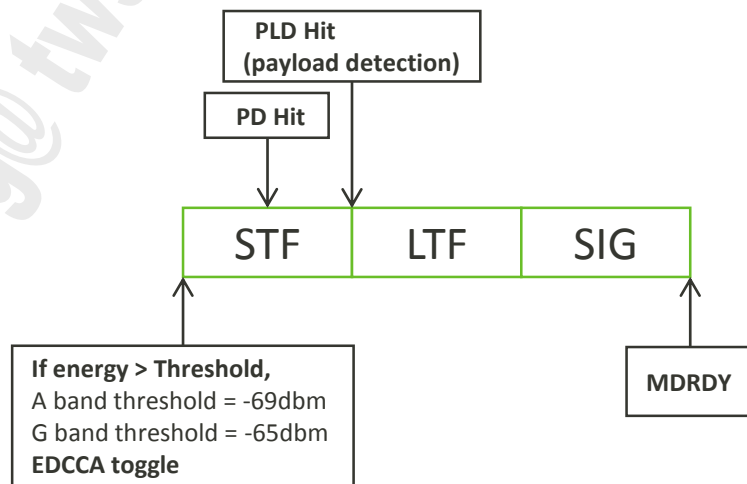 PLD Hit
(payload detection)
PD Hit
STF
LTF
SIG
If energy > Threshold,
A band threshold = -69dbm
G band threshold = -65dbm
EDCCA toggle
MDRDY